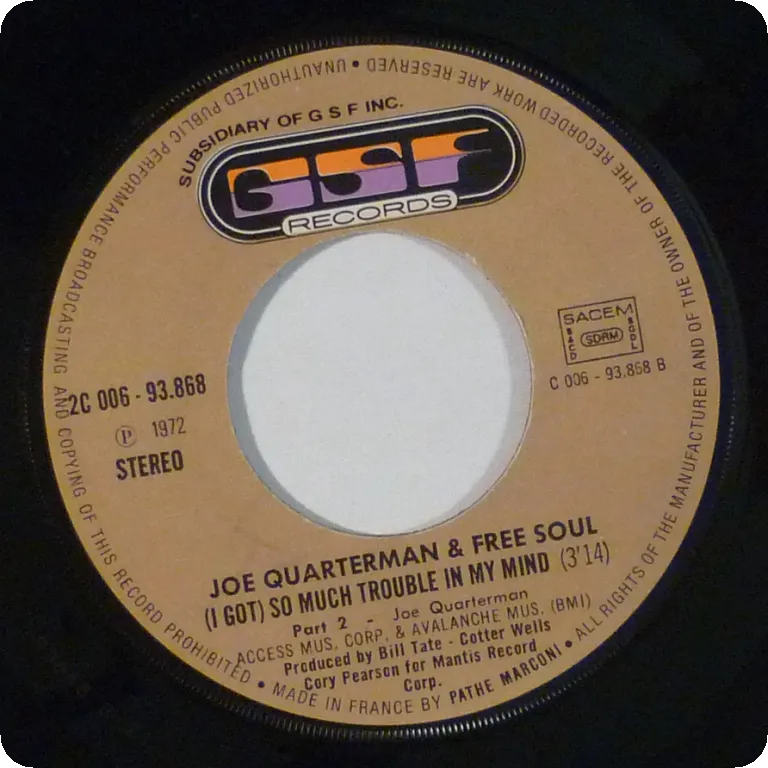 ALL RIGHTS OF THE MANUFACTURER AND OF THE OWNER OF THE RECORDED WORK ARE RESERVED • UNAUTHORIZED PUBLIC PERFORMANCE BROADCASTING AND COPYING OF THIS RECORD PROHIBITED • MADE IN FRANCE BY PATHE MARCONI •
SUBSIDIARY OF G S F INC.
GSF
RECORDS
SACEM
SACD
SDRM
SGDL
C 006 - 93.868 B
2C 006 - 93.868
Ⓟ 1972
STEREO
JOE QUARTERMAN & FREE SOUL
(I GOT) SO MUCH TROUBLE IN MY MIND (3'14)
Part 2 - Joe Quarterman
ACCESS MUS. CORP. & AVALANCHE MUS. (BMI)
Produced by Bill Tate - Cotter Wells
Cory Pearson for Mantis Record
Corp.